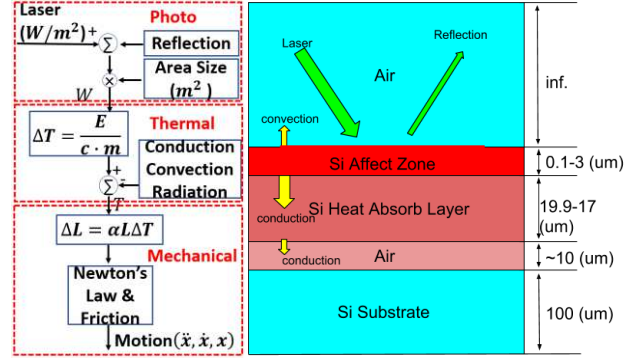 Laser
(W/m²)+
Photo
∑
Reflection
×
Area Size
(m²)
W
Thermal
ΔT = E / (c · m)
Conduction
Convection
Radiation
+
∑
-
T
ΔL = αLΔT
Mechanical
Newton's
Law &
Friction
Motion(ẍ, ẋ, x)
Laser
Reflection
Air
inf.
convection
Si Affect Zone
0.1-3 (um)
Si Heat Absorb Layer
conduction
19.9-17
(um)
Air
conduction
~10 (um)
Si Substrate
100 (um)